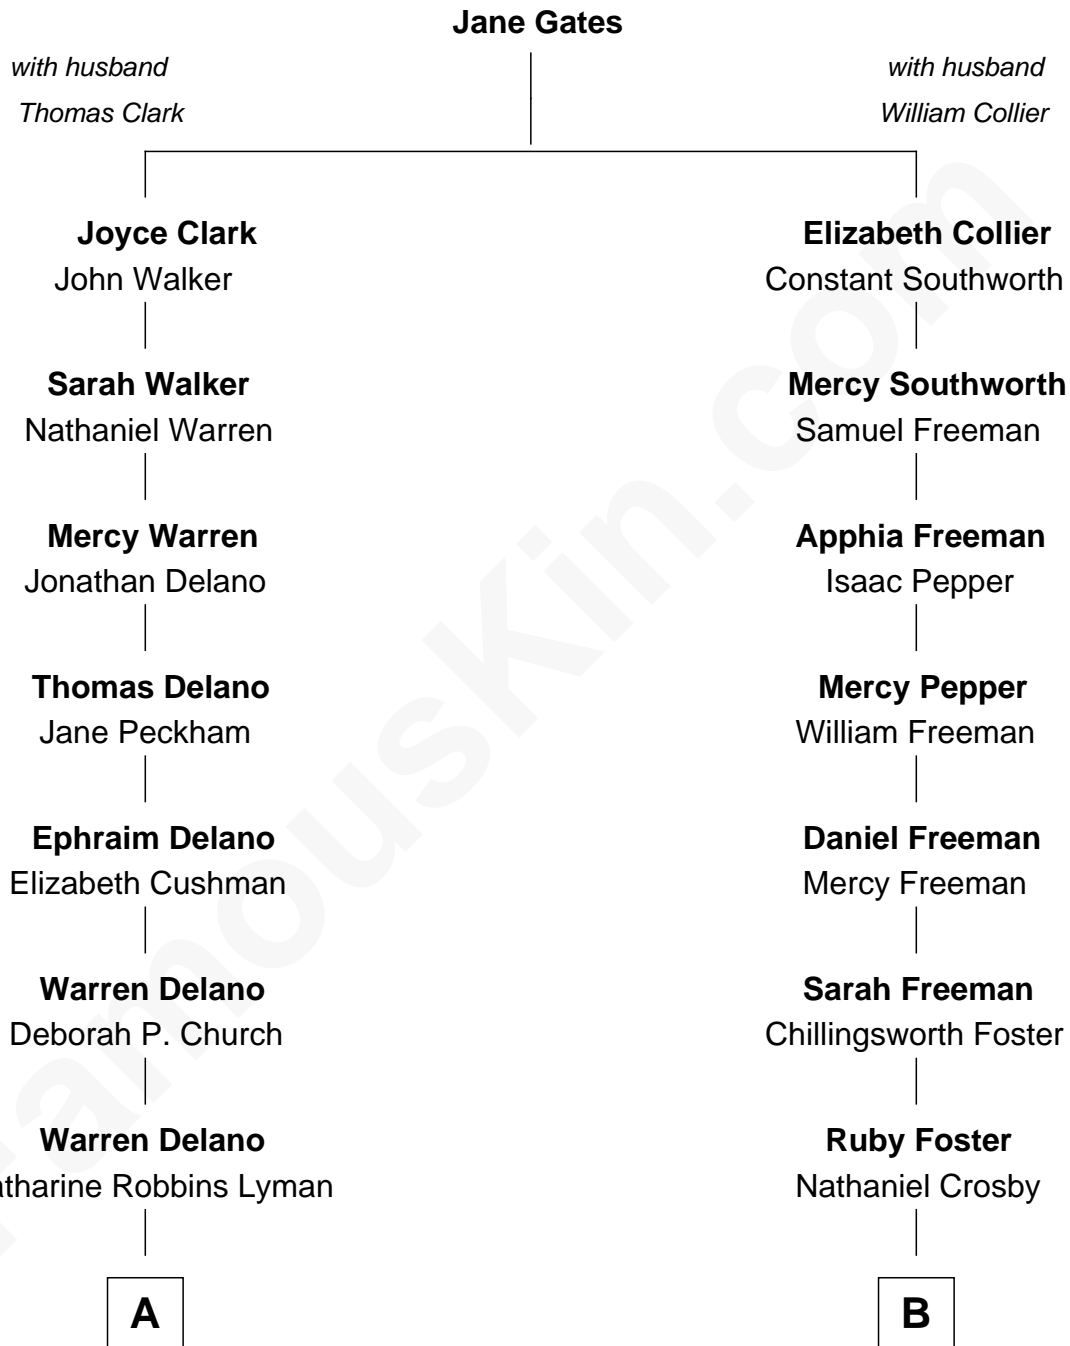 Jane Gates
with husband
Thomas Clark
with husband
William Collier
Joyce Clark
John Walker
Sarah Walker
Nathaniel Warren
Mercy Warren
Jonathan Delano
Thomas Delano
Jane Peckham
Ephraim Delano
Elizabeth Cushman
Warren Delano
Deborah P. Church
Warren Delano
atharine Robbins Lyman
A
Elizabeth Collier
Constant Southworth
Mercy Southworth
Samuel Freeman
Apphia Freeman
Isaac Pepper
Mercy Pepper
William Freeman
Daniel Freeman
Mercy Freeman
Sarah Freeman
Chillingsworth Foster
Ruby Foster
Nathaniel Crosby
B
FamousKin.com